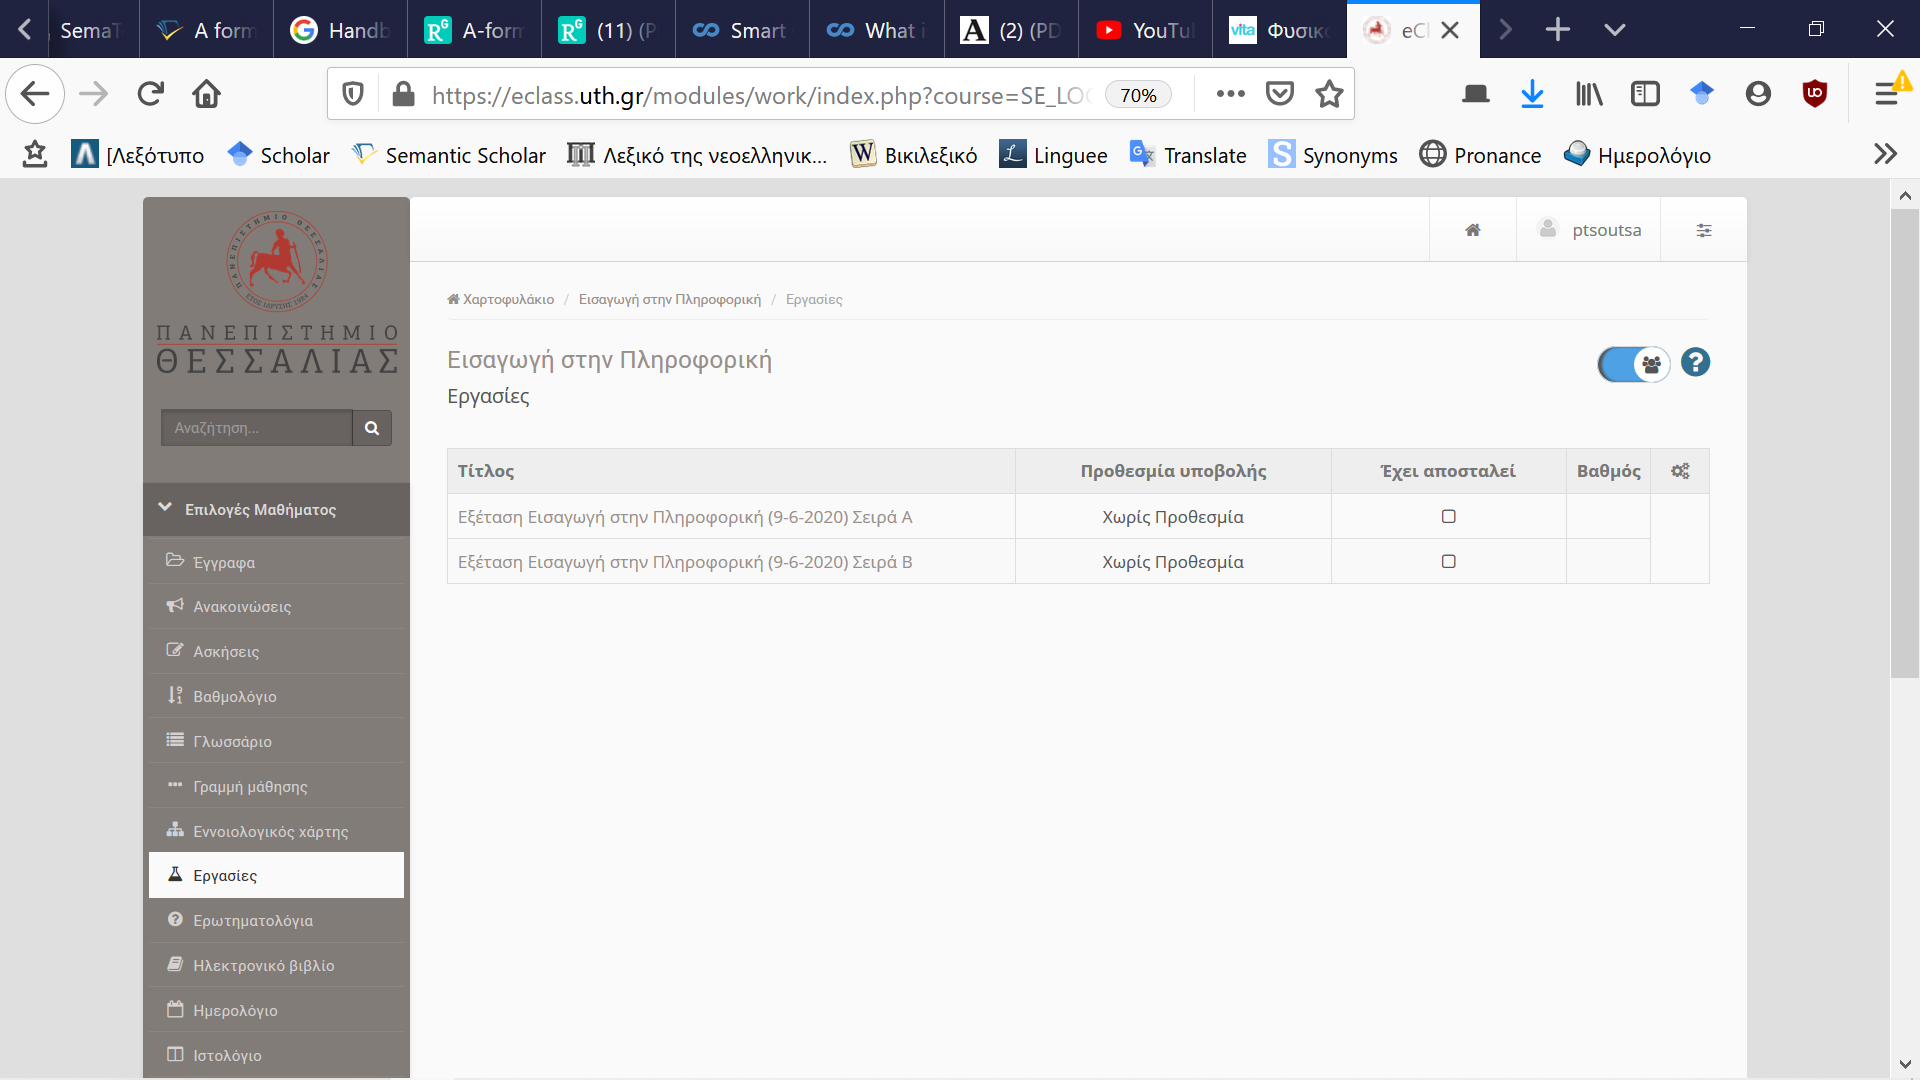 SemaT
A form
Handb
A-form
(11) (P
Smart
What i
(2) (PD
YouTu
Φυσικο
eCl
https://eclass.uth.gr/modules/work/index.php?course=SE_LO
70%
[Λεξότυπο
Scholar
Semantic Scholar
Λεξικό της νεοελληνικ...
Βικιλεξικό
Linguee
Translate
Synonyms
Pronance
Ημερολόγιο
ΠΑΝΕΠΙΣΤΗΜΙΟ
ΘΕΣΣΑΛΙΑΣ
Αναζήτηση...
Επιλογές Μαθήματος
Έγγραφα
Ανακοινώσεις
Ασκήσεις
Βαθμολόγιο
Γλωσσάριο
Γραμμή μάθησης
Εννοιολογικός χάρτης
Εργασίες
Ερωτηματολόγια
Ηλεκτρονικό βιβλίο
Ημερολόγιο
Ιστολόγιο
ptsoutsa
Χαρτοφυλάκιο / Εισαγωγή στην Πληροφορική / Εργασίες
Εισαγωγή στην Πληροφορική
Εργασίες
Τίτλος Προθεσμία υποβολής Έχει αποσταλεί Βαθμός
Εξέταση Εισαγωγή στην Πληροφορική (9-6-2020) Σειρά Α Χωρίς Προθεσμία
Εξέταση Εισαγωγή στην Πληροφορική (9-6-2020) Σειρά Β Χωρίς Προθεσμία